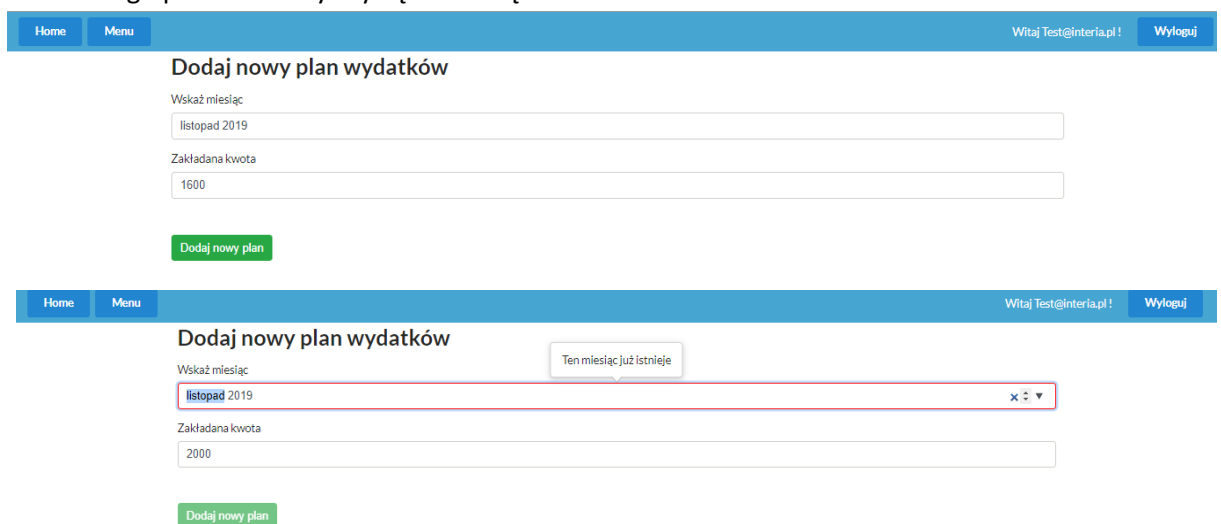 Home Menu Witaj Test@interia.pl ! Wyloguj
Dodaj nowy plan wydatków
Wskaż miesiąc
listopad 2019
Zakładana kwota
1600
Dodaj nowy plan
Home Menu Witaj Test@interia.pl ! Wyloguj
Dodaj nowy plan wydatków
Ten miesiąc już istnieje
Wskaż miesiąc
listopad 2019
Zakładana kwota
2000
Dodaj nowy plan